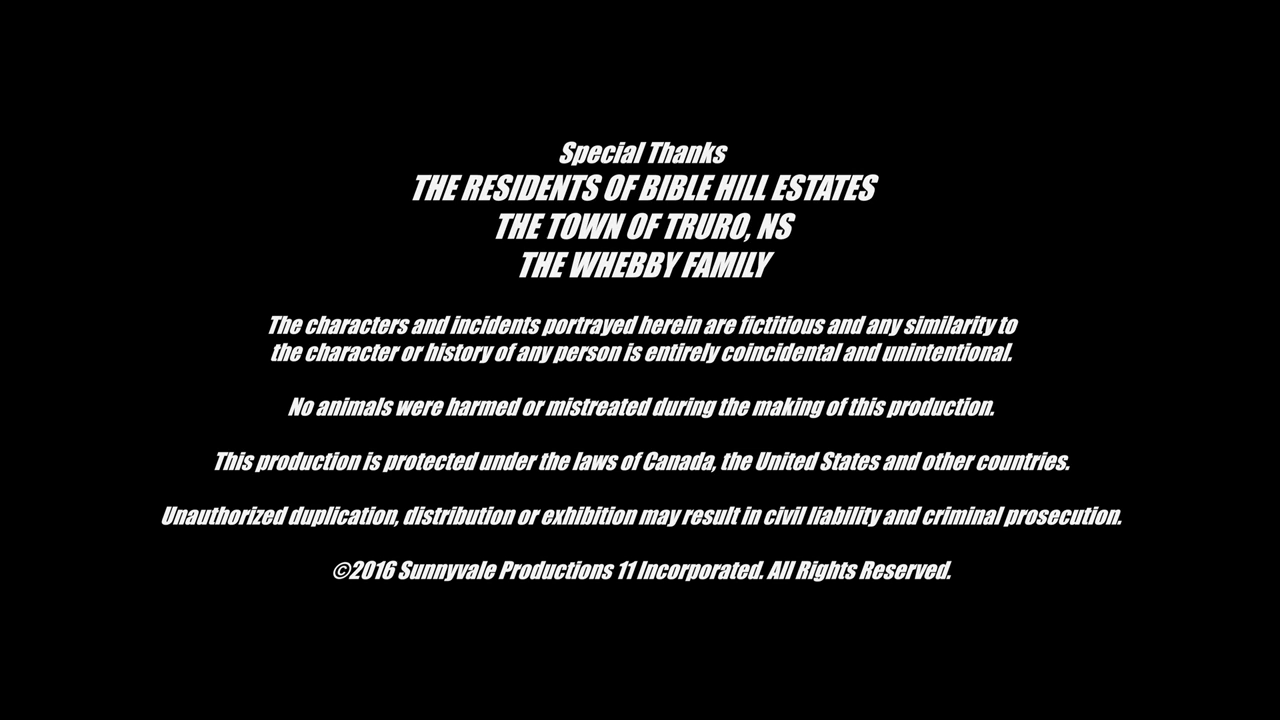 Special Thanks
THE RESIDENTS OF BIBLE HILL ESTATES
THE TOWN OF TRURO, NS
THE WHEBBY FAMILY
The characters and incidents portrayed herein are fictitious and any similarity to
the character or history of any person is entirely coincidental and unintentional.
No animals were harmed or mistreated during the making of this production.
This production is protected under the laws of Canada, the United States and other countries.
Unauthorized duplication, distribution or exhibition may result in civil liability and criminal prosecution.
©2016 Sunnyvale Productions 11 Incorporated. All Rights Reserved.